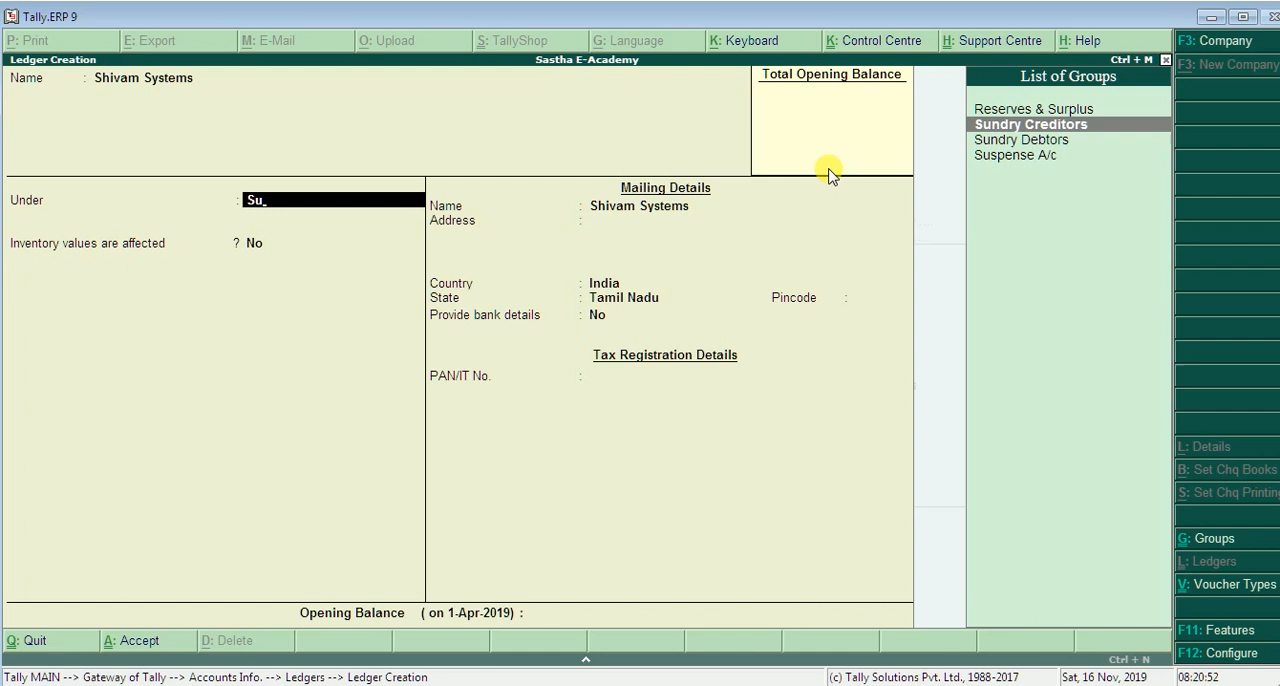 Tally.ERP 9
P: Print E: Export M: E-Mail O: Upload S: TallyShop G: Language K: Keyboard K: Control Centre H: Support Centre H: Help
F3: Company
Ledger Creation Sastha E-Academy Ctrl + M
F3: New Company
Name : Shivam Systems
Total Opening Balance
List of Groups
Reserves & Surplus
Sundry Creditors
Sundry Debtors
Suspense A/c
Under : Su_
Inventory values are affected ? No
Mailing Details
Name : Shivam Systems
Address :
Country : India
State : Tamil Nadu Pincode :
Provide bank details : No
Tax Registration Details
PAN/IT No. :
L: Details
B: Set Chq Books
S: Set Chq Printin
G: Groups
L: Ledgers
V: Voucher Types
F11: Features
F12: Configure
Opening Balance ( on 1-Apr-2019) :
Q: Quit A: Accept D: Delete
Ctrl + N
Tally MAIN --> Gateway of Tally --> Accounts Info. --> Ledgers --> Ledger Creation (c) Tally Solutions Pvt. Ltd., 1988-2017 Sat, 16 Nov, 2019 08:20:52